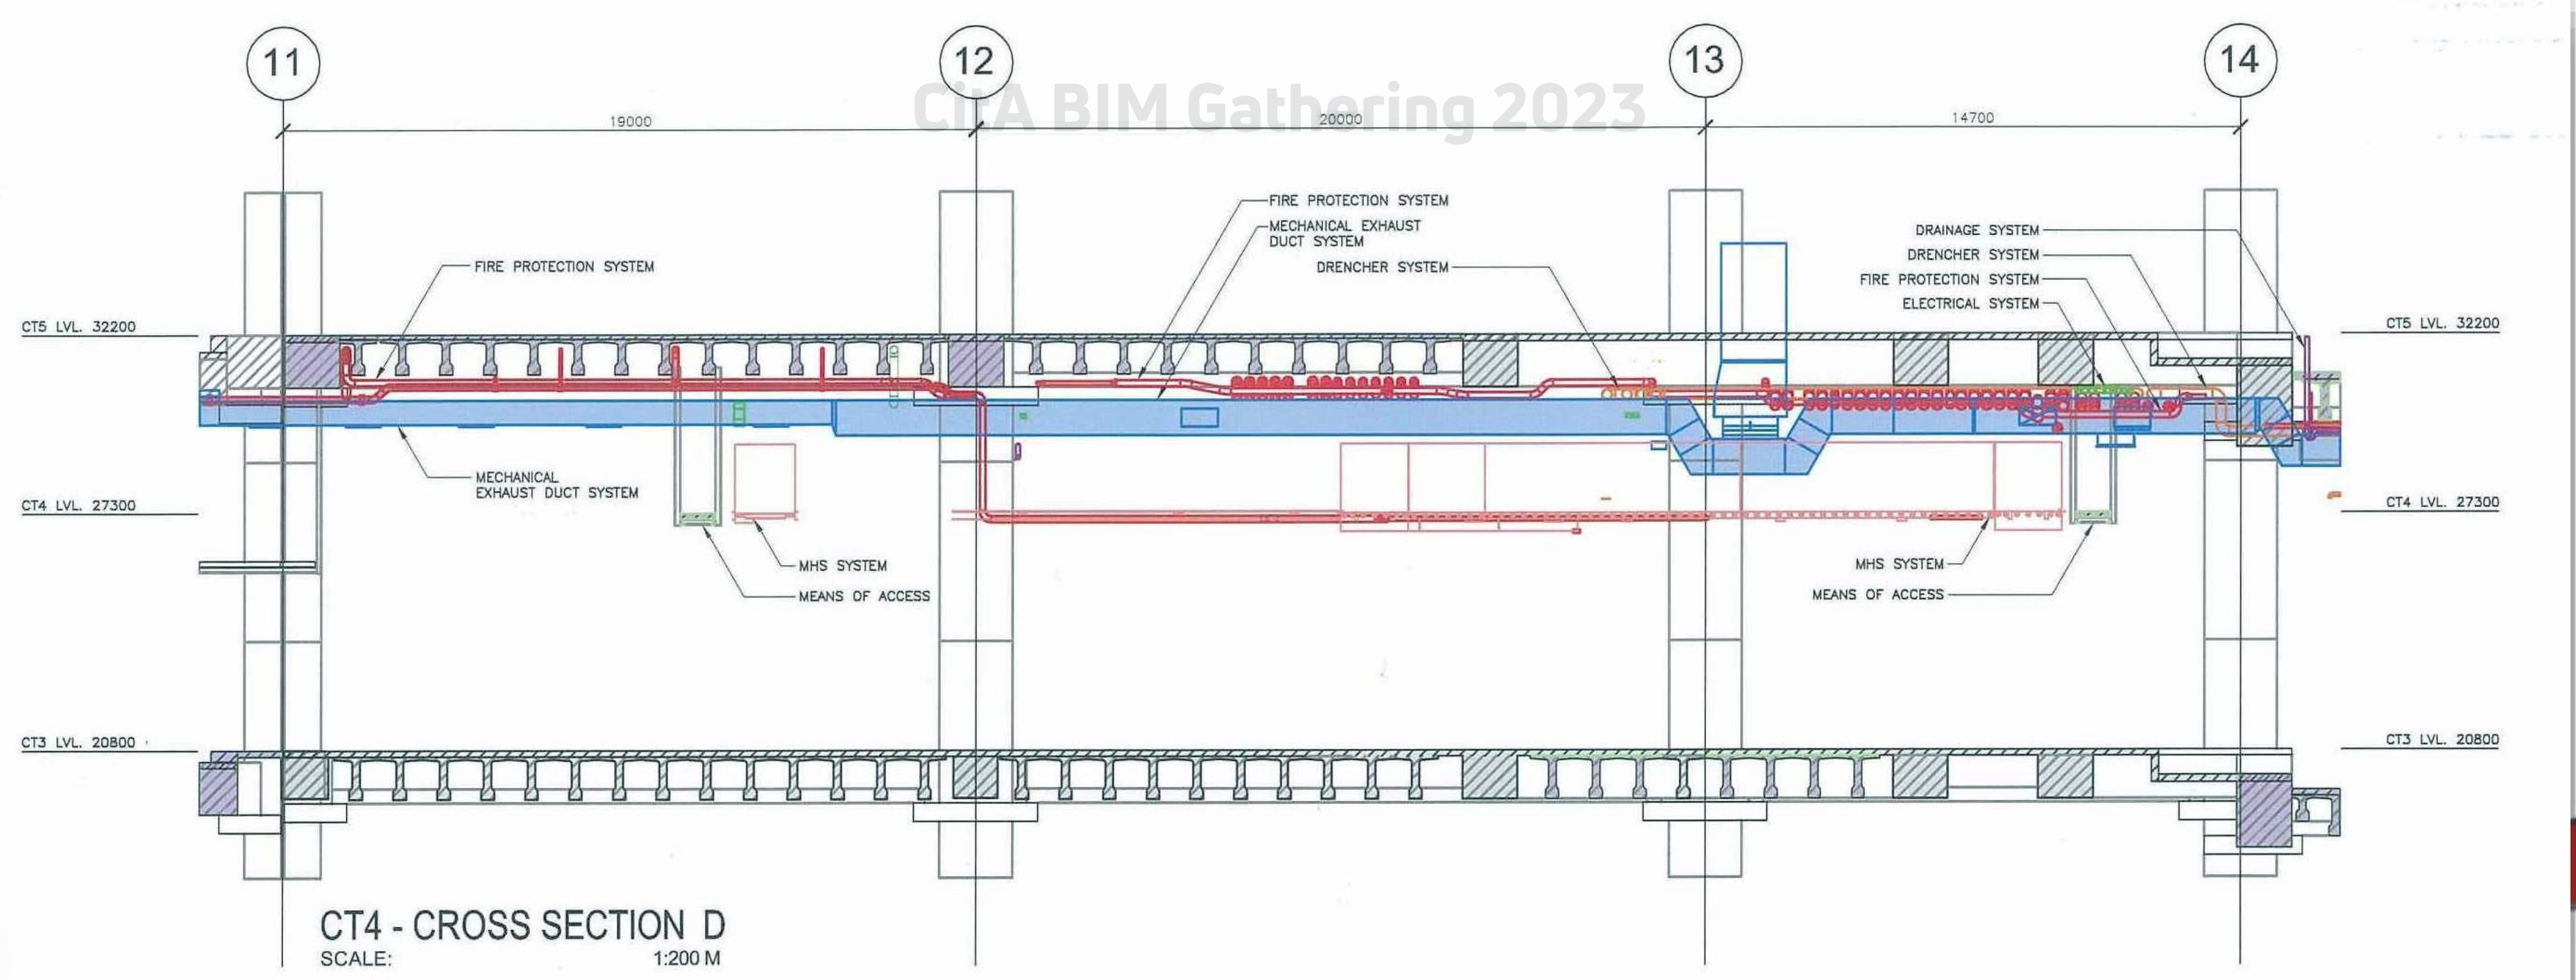 11
12
13
14
CitA BIM Gathering 2023
19000
20000
14700
FIRE PROTECTION SYSTEM
MECHANICAL EXHAUST
DUCT SYSTEM
DRENCHER SYSTEM
FIRE PROTECTION SYSTEM
DRAINAGE SYSTEM
DRENCHER SYSTEM
FIRE PROTECTION SYSTEM
ELECTRICAL SYSTEM
CT5 LVL. 32200
CT5 LVL. 32200
MECHANICAL
EXHAUST DUCT SYSTEM
CT4 LVL. 27300
CT4 LVL. 27300
MHS SYSTEM
MEANS OF ACCESS
MHS SYSTEM
MEANS OF ACCESS
CT3 LVL. 20800
CT3 LVL. 20800
CT4 - CROSS SECTION D
SCALE: 1:200 M